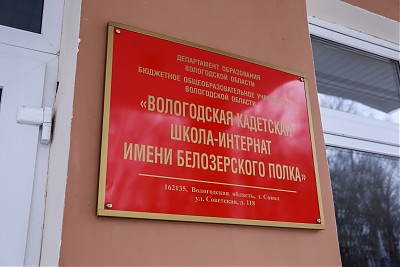 ДЕПАРТАМЕНТ ОБРАЗОВАНИЯ
ВОЛОГОДСКОЙ ОБЛАСТИ
БЮДЖЕТНОЕ ОБЩЕОБРАЗОВАТЕЛЬНОЕ УЧРЕЖДЕНИЕ
ВОЛОГОДСКОЙ ОБЛАСТИ
«ВОЛОГОДСКАЯ КАДЕТСКАЯ
ШКОЛА-ИНТЕРНАТ
ИМЕНИ БЕЛОЗЕРСКОГО ПОЛКА»
162135, Вологодская область, г. Сокол
ул. Советская, д. 118